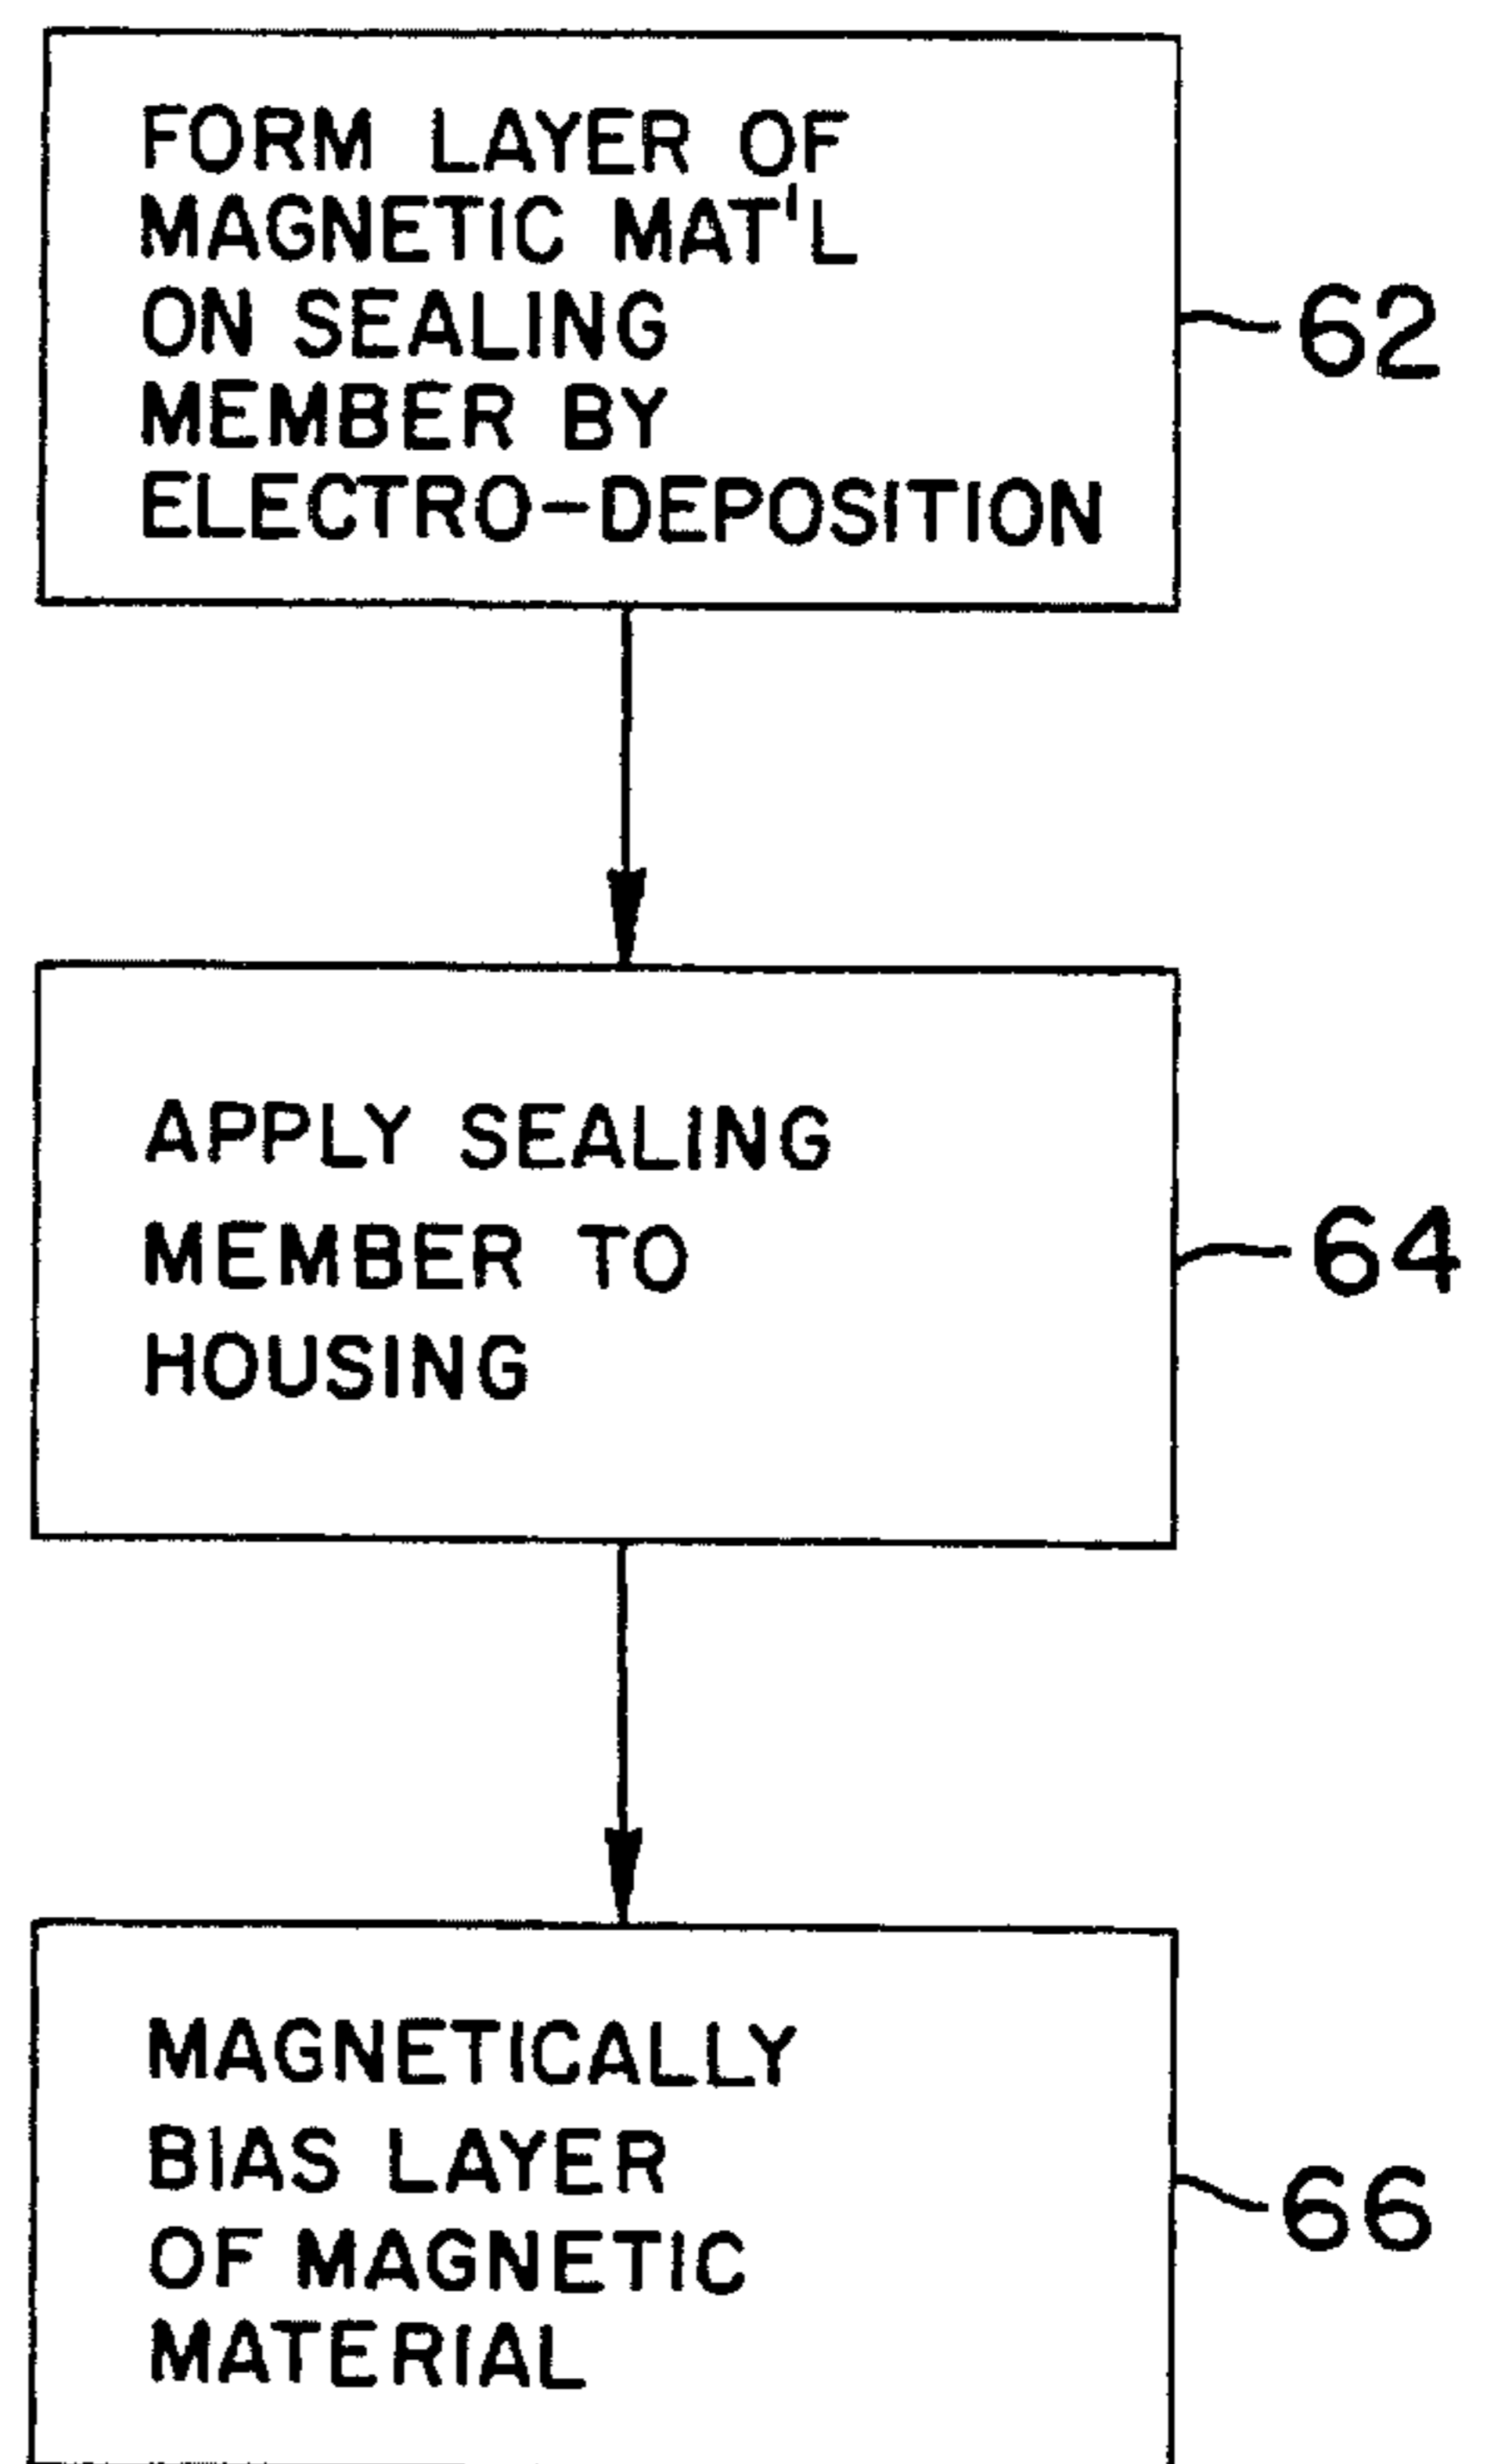 FORM LAYER OF
MAGNETIC MAT'L
ON SEALING
MEMBER BY
ELECTRO-DEPOSITION
62
APPLY SEALING
MEMBER TO
HOUSING
64
MAGNETICALLY
BIAS LAYER
OF MAGNETIC
MATERIAL
66